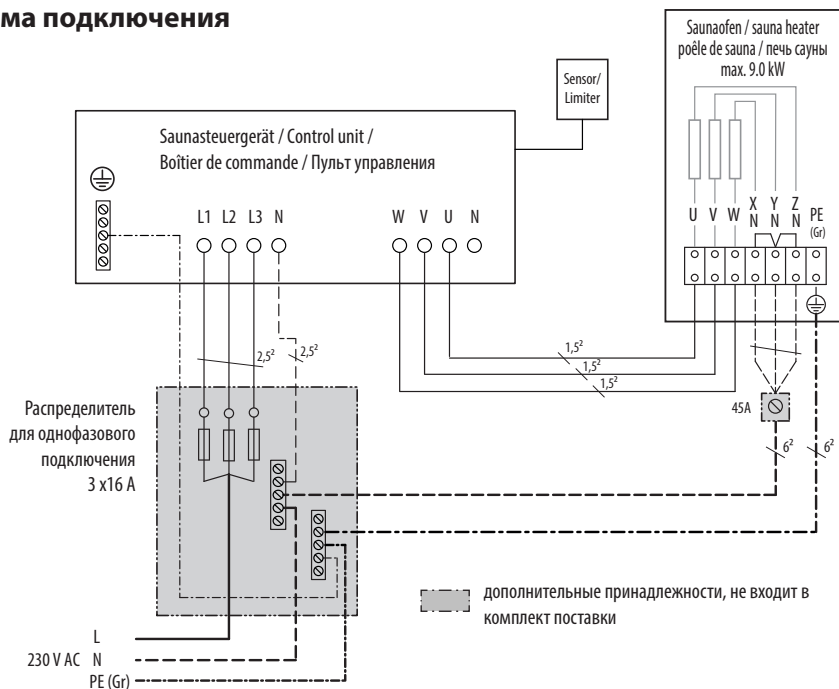 ма подключения
Saunaofen / sauna heater
poêle de sauna / печь сауны
max. 9.0 kW
Sensor/
Limiter
Saunasteuergerät / Control unit /
Boîtier de commande / Пульт управления
L1 L2 L3 N
W V U N
U V W X Y Z PE
N N N (Gr)
2,5² 2,5²
1,5²
1,5²
1,5²
45A
6² 6²
Распределитель
для однофазового
подключения
3 x16 A
дополнительные принадлежности, не входит в
комплект поставки
L
230 V AC N
PE (Gr)